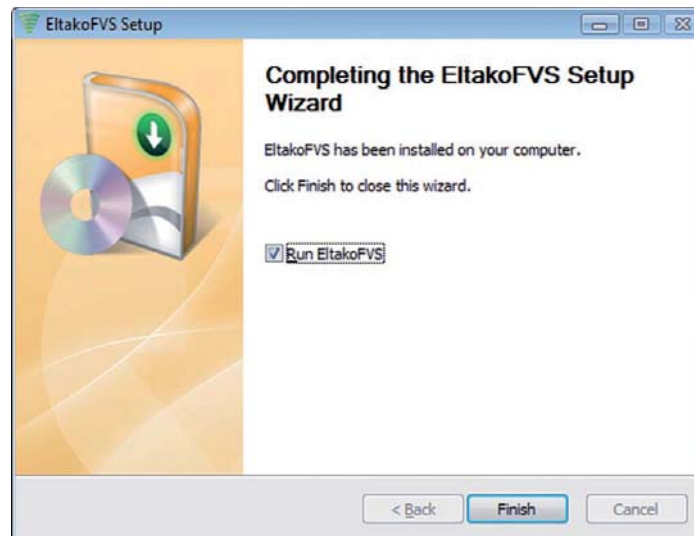 EltakoFVS Setup
Completing the EltakoFVS Setup
Wizard
EltakoFVS has been installed on your computer.
Click Finish to close this wizard.
Run EltakoFVS
< Back
Finish
Cancel